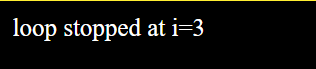 loop stopped at i=3